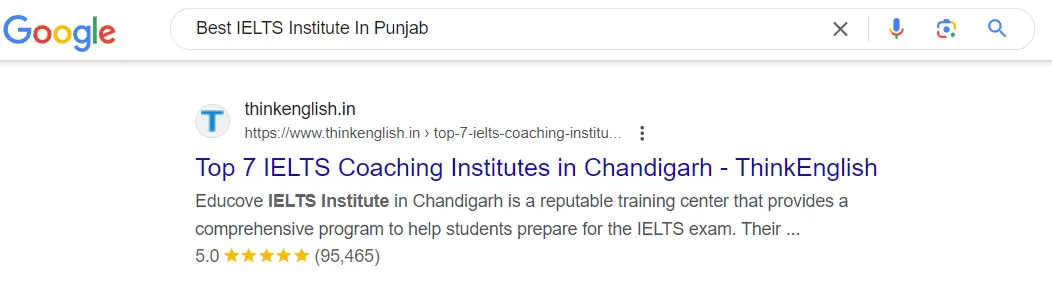 Google
Best IELTS Institute In Punjab
T
thinkenglish.in
https://www.thinkenglish.in › top-7-ielts-coaching-institu...
Top 7 IELTS Coaching Institutes in Chandigarh - ThinkEnglish
Educove IELTS Institute in Chandigarh is a reputable training center that provides a
comprehensive program to help students prepare for the IELTS exam. Their ...
5.0 ★★★★★ (95,465)